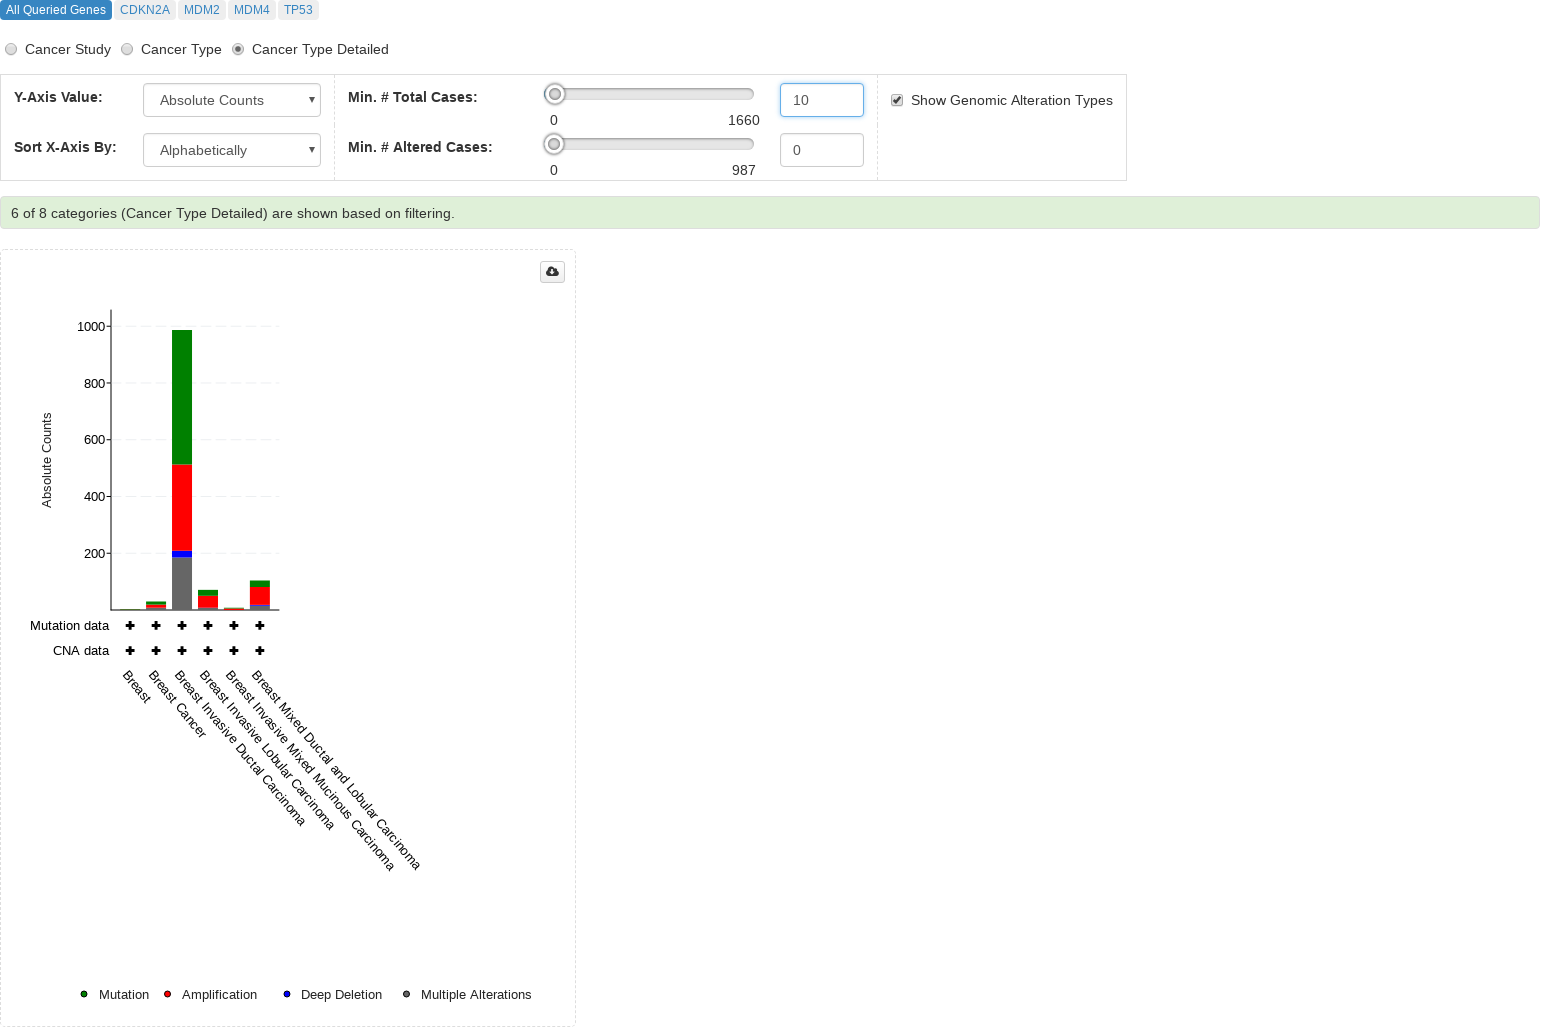 All Queried Genes CDKN2A MDM2 MDM4 TP53
Cancer Study Cancer Type Cancer Type Detailed
Y-Axis Value: Absolute Counts Min. # Total Cases: 10 Show Genomic Alteration Types
0 1660
Sort X-Axis By: Alphabetically Min. # Altered Cases: 0
0 987
6 of 8 categories (Cancer Type Detailed) are shown based on filtering.
Absolute Counts
1000
800
600
400
200
Mutation data
CNA data
Breast
Breast Cancer
Breast Invasive Ductal Carcinoma
Breast Invasive Lobular Carcinoma
Breast Invasive Mixed Mucinous Carcinoma
Breast Mixed Ductal and Lobular Carcinoma
Mutation Amplification Deep Deletion Multiple Alterations